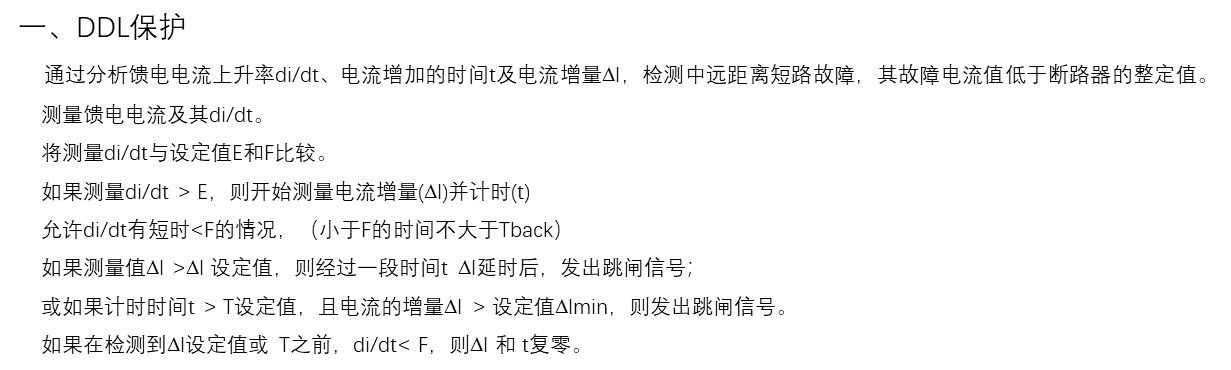 一、DDL保护
通过分析馈电电流上升率di/dt、电流增加的时间t及电流增量ΔI，检测中远距离短路故障，其故障电流值低于断路器的整定值。
测量馈电电流及其di/dt。
将测量di/dt与设定值E和F比较。
如果测量di/dt > E，则开始测量电流增量(ΔI)并计时(t)
允许di/dt有短时<F的情况，（小于F的时间不大于Tback）
如果测量值ΔI >ΔI 设定值，则经过一段时间t ΔI延时后，发出跳闸信号；
或如果计时时间t > T设定值，且电流的增量ΔI > 设定值ΔImin，则发出跳闸信号。
如果在检测到ΔI设定值或 T之前，di/dt< F，则ΔI 和 t复零。